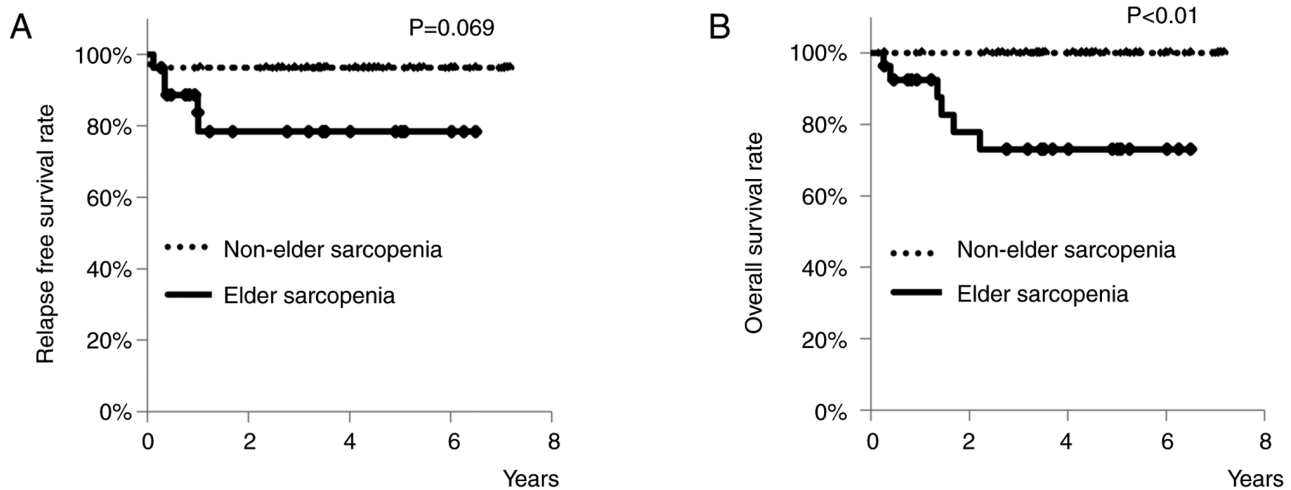 A
P=0.069
Relapse free survival rate
100%
80%
60%
40%
20%
0%
Non-elder sarcopenia
Elder sarcopenia
0 2 4 6 8
Years
B
P<0.01
Overall survival rate
100%
80%
60%
40%
20%
0%
Non-elder sarcopenia
Elder sarcopenia
0 2 4 6 8
Years